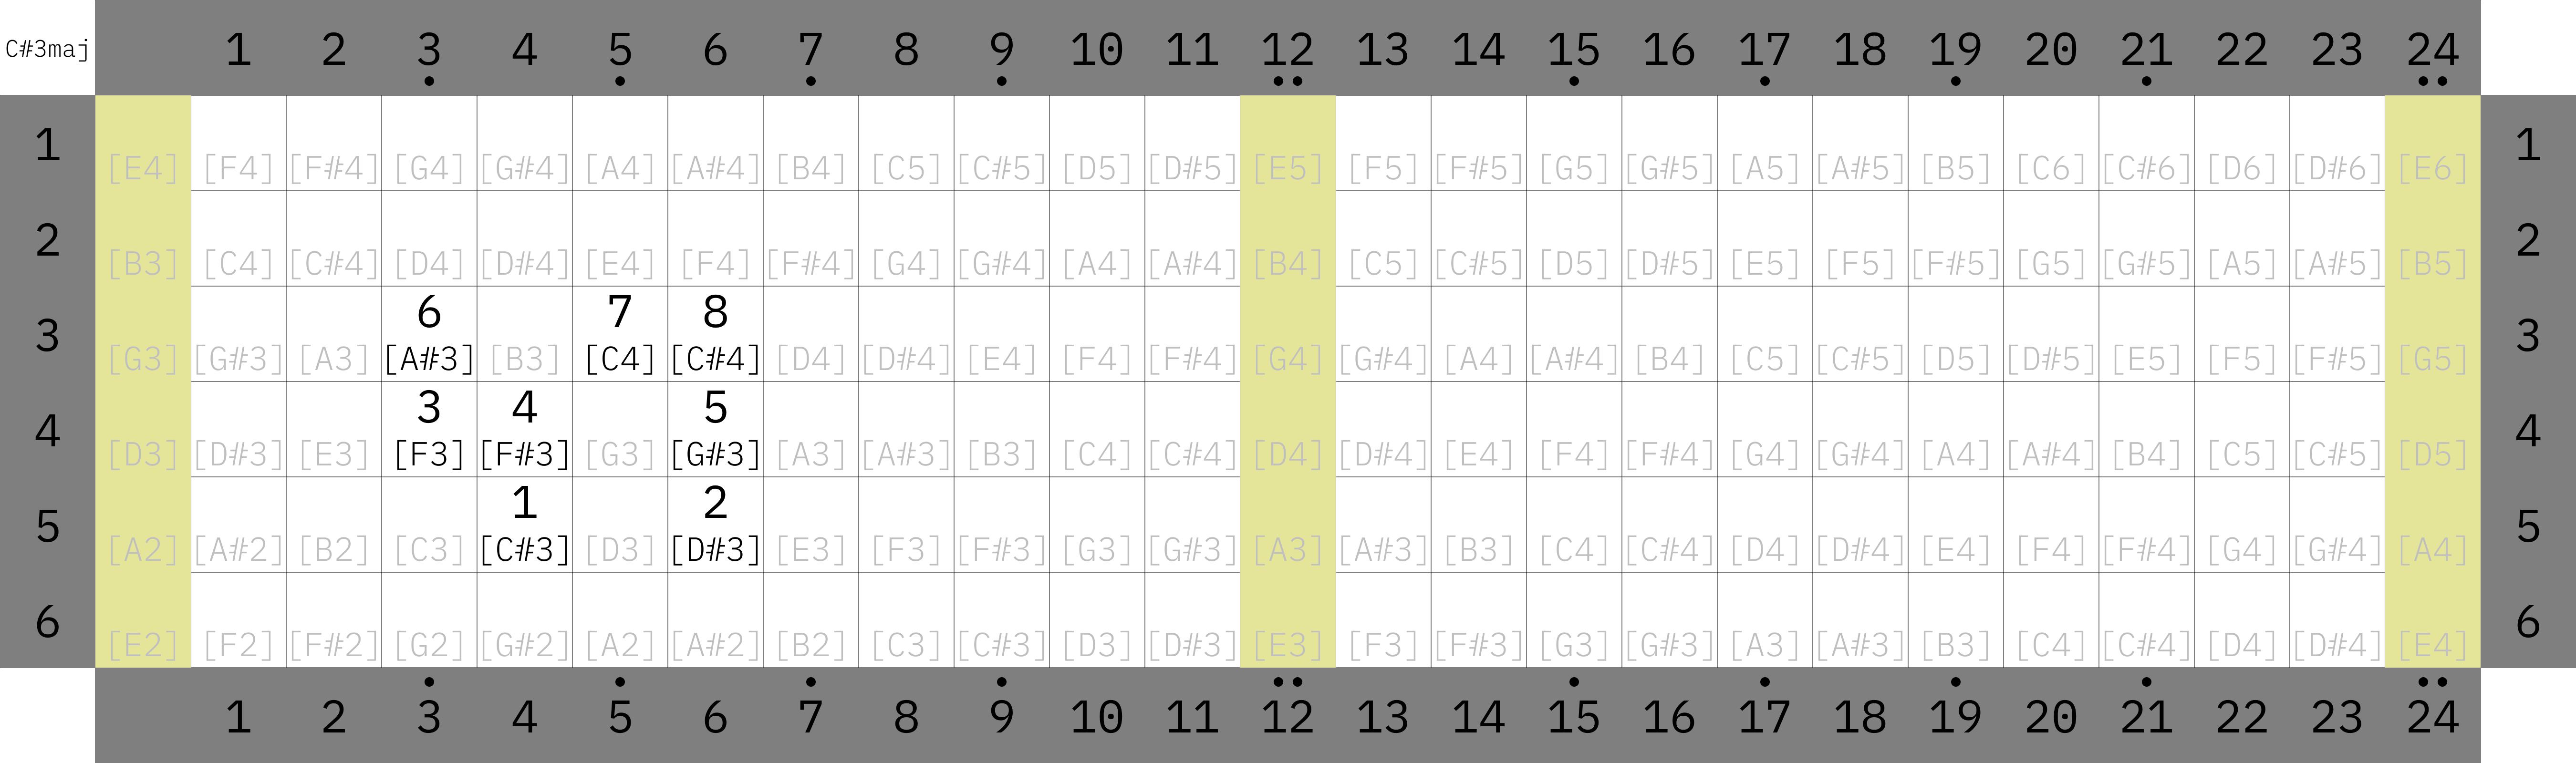 C#3maj 1 2 3 4 5 6 7 8 9 10 11 12 13 14 15 16 17 18 19 20 21 22 23 24
1 [E4] [F4] [F#4] [G4] [G#4] [A4] [A#4] [B4] [C5] [C#5] [D5] [D#5] [E5] [F5] [F#5] [G5] [G#5] [A5] [A#5] [B5] [C6] [C#6] [D6] [D#6] [E6] 1
2 [B3] [C4] [C#4] [D4] [D#4] [E4] [F4] [F#4] [G4] [G#4] [A4] [A#4] [B4] [C5] [C#5] [D5] [D#5] [E5] [F5] [F#5] [G5] [G#5] [A5] [A#5] [B5] 2
6 7 8
3 [G3] [G#3] [A3] [A#3] [B3] [C4] [C#4] [D4] [D#4] [E4] [F4] [F#4] [G4] [G#4] [A4] [A#4] [B4] [C5] [C#5] [D5] [D#5] [E5] [F5] [F#5] [G5] 3
3 4 5
4 [D3] [D#3] [E3] [F3] [F#3] [G3] [G#3] [A3] [A#3] [B3] [C4] [C#4] [D4] [D#4] [E4] [F4] [F#4] [G4] [G#4] [A4] [A#4] [B4] [C5] [C#5] [D5] 4
1 2
5 [A2] [A#2] [B2] [C3] [C#3] [D3] [D#3] [E3] [F3] [F#3] [G3] [G#3] [A3] [A#3] [B3] [C4] [C#4] [D4] [D#4] [E4] [F4] [F#4] [G4] [G#4] [A4] 5
6 [E2] [F2] [F#2] [G2] [G#2] [A2] [A#2] [B2] [C3] [C#3] [D3] [D#3] [E3] [F3] [F#3] [G3] [G#3] [A3] [A#3] [B3] [C4] [C#4] [D4] [D#4] [E4] 6
1 2 3 4 5 6 7 8 9 10 11 12 13 14 15 16 17 18 19 20 21 22 23 24